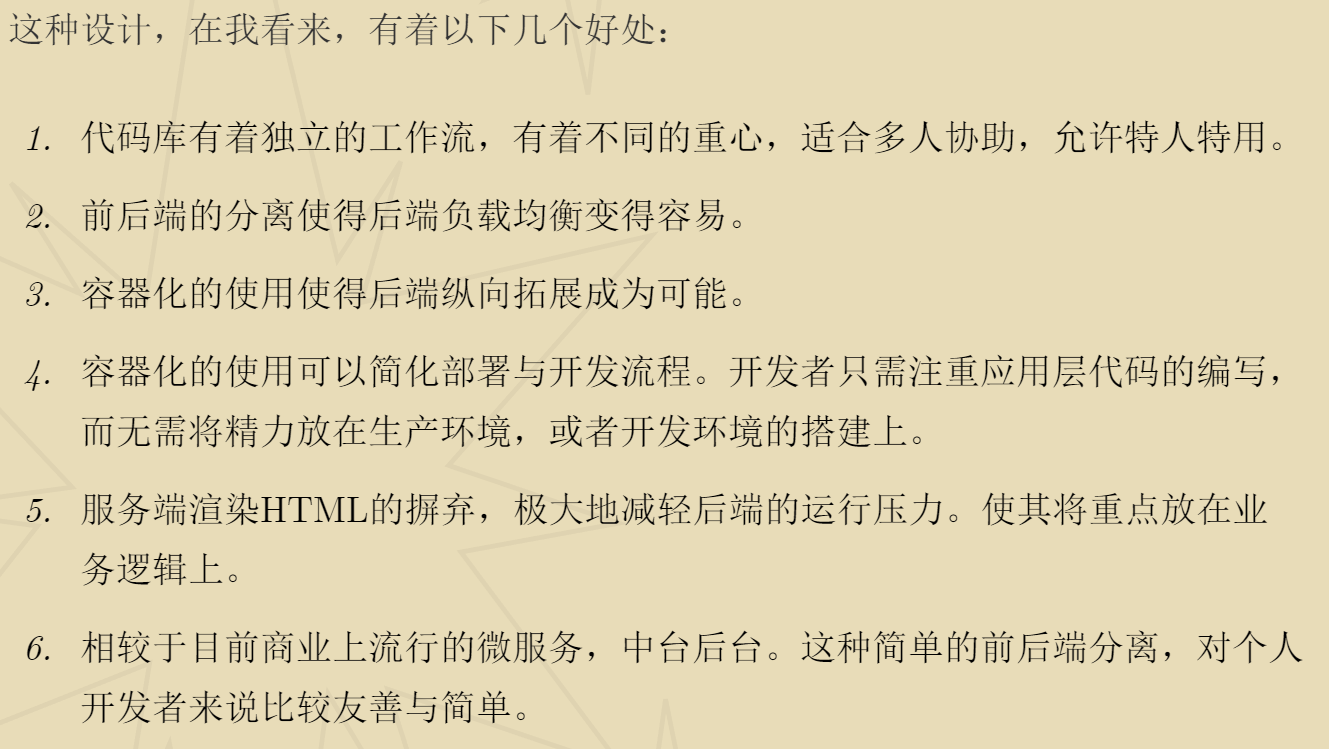 这种设计，在我看来，有着以下几个好处：
1. 代码库有着独立的工作流，有着不同的重心，适合多人协助，允许特人特用。
2. 前后端的分离使得后端负载均衡变得容易。
3. 容器化的使用使得后端纵向拓展成为可能。
4. 容器化的使用可以简化部署与开发流程。开发者只需注重应用层代码的编写，
而无需将精力放在生产环境，或者开发环境的搭建上。
5. 服务端渲染HTML的摒弃，极大地减轻后端的运行压力。使其将重点放在业
务逻辑上。
6. 相较于目前商业上流行的微服务，中台后台。这种简单的前后端分离，对个人
开发者来说比较友善与简单。